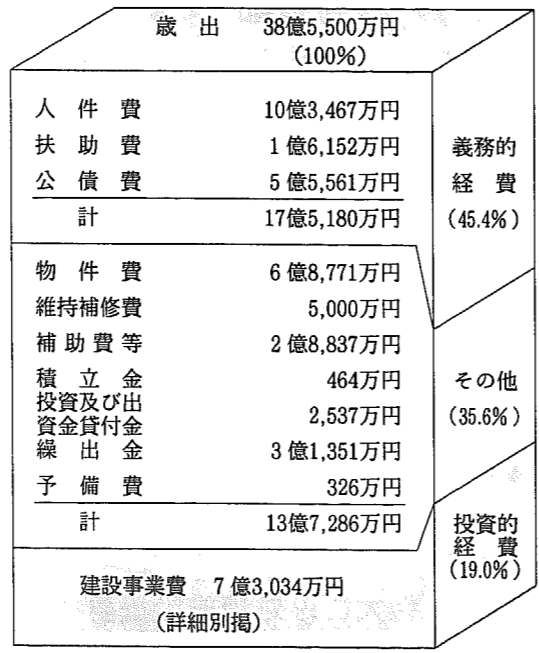 歳出 38億5,500万円
(100%)
人件費 10億3,467万円
扶助費 1億6,152万円
公債費 5億5,561万円
計 17億5,180万円
義務的
経費
(45.4%)
物件費 6億8,771万円
維持補修費 5,000万円
補助費等 2億8,837万円
積立金 464万円
投資及び出
資金貸付金 2,537万円
繰出金 3億1,351万円
予備費 326万円
計 13億7,286万円
その他
(35.6%)
建設事業費 7億3,034万円
(詳細別掲)
投資的
経費
(19.0%)